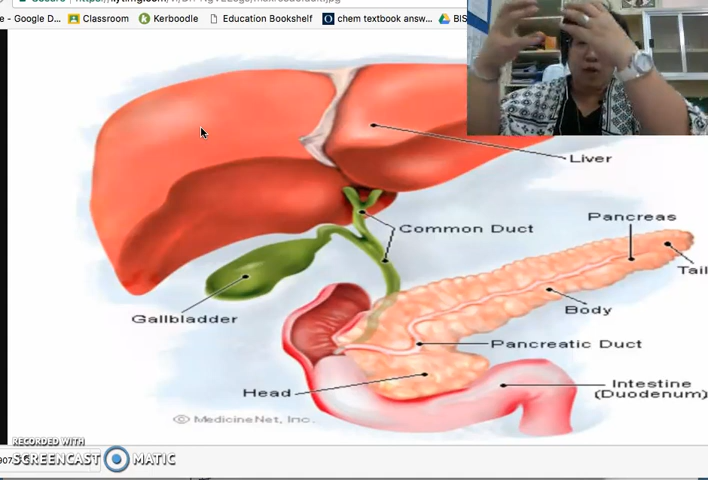 Google D...
Classroom
Kerboodle
Education Bookshelf
chem textbook answ...
BIS
Liver
Common Duct
Pancreas
Tail
Gallbladder
Body
Pancreatic Duct
Head
Intestine
(Duodenum)
© MedicineNet, Inc.
RECORDED WITH
SCREENCAST MATIC